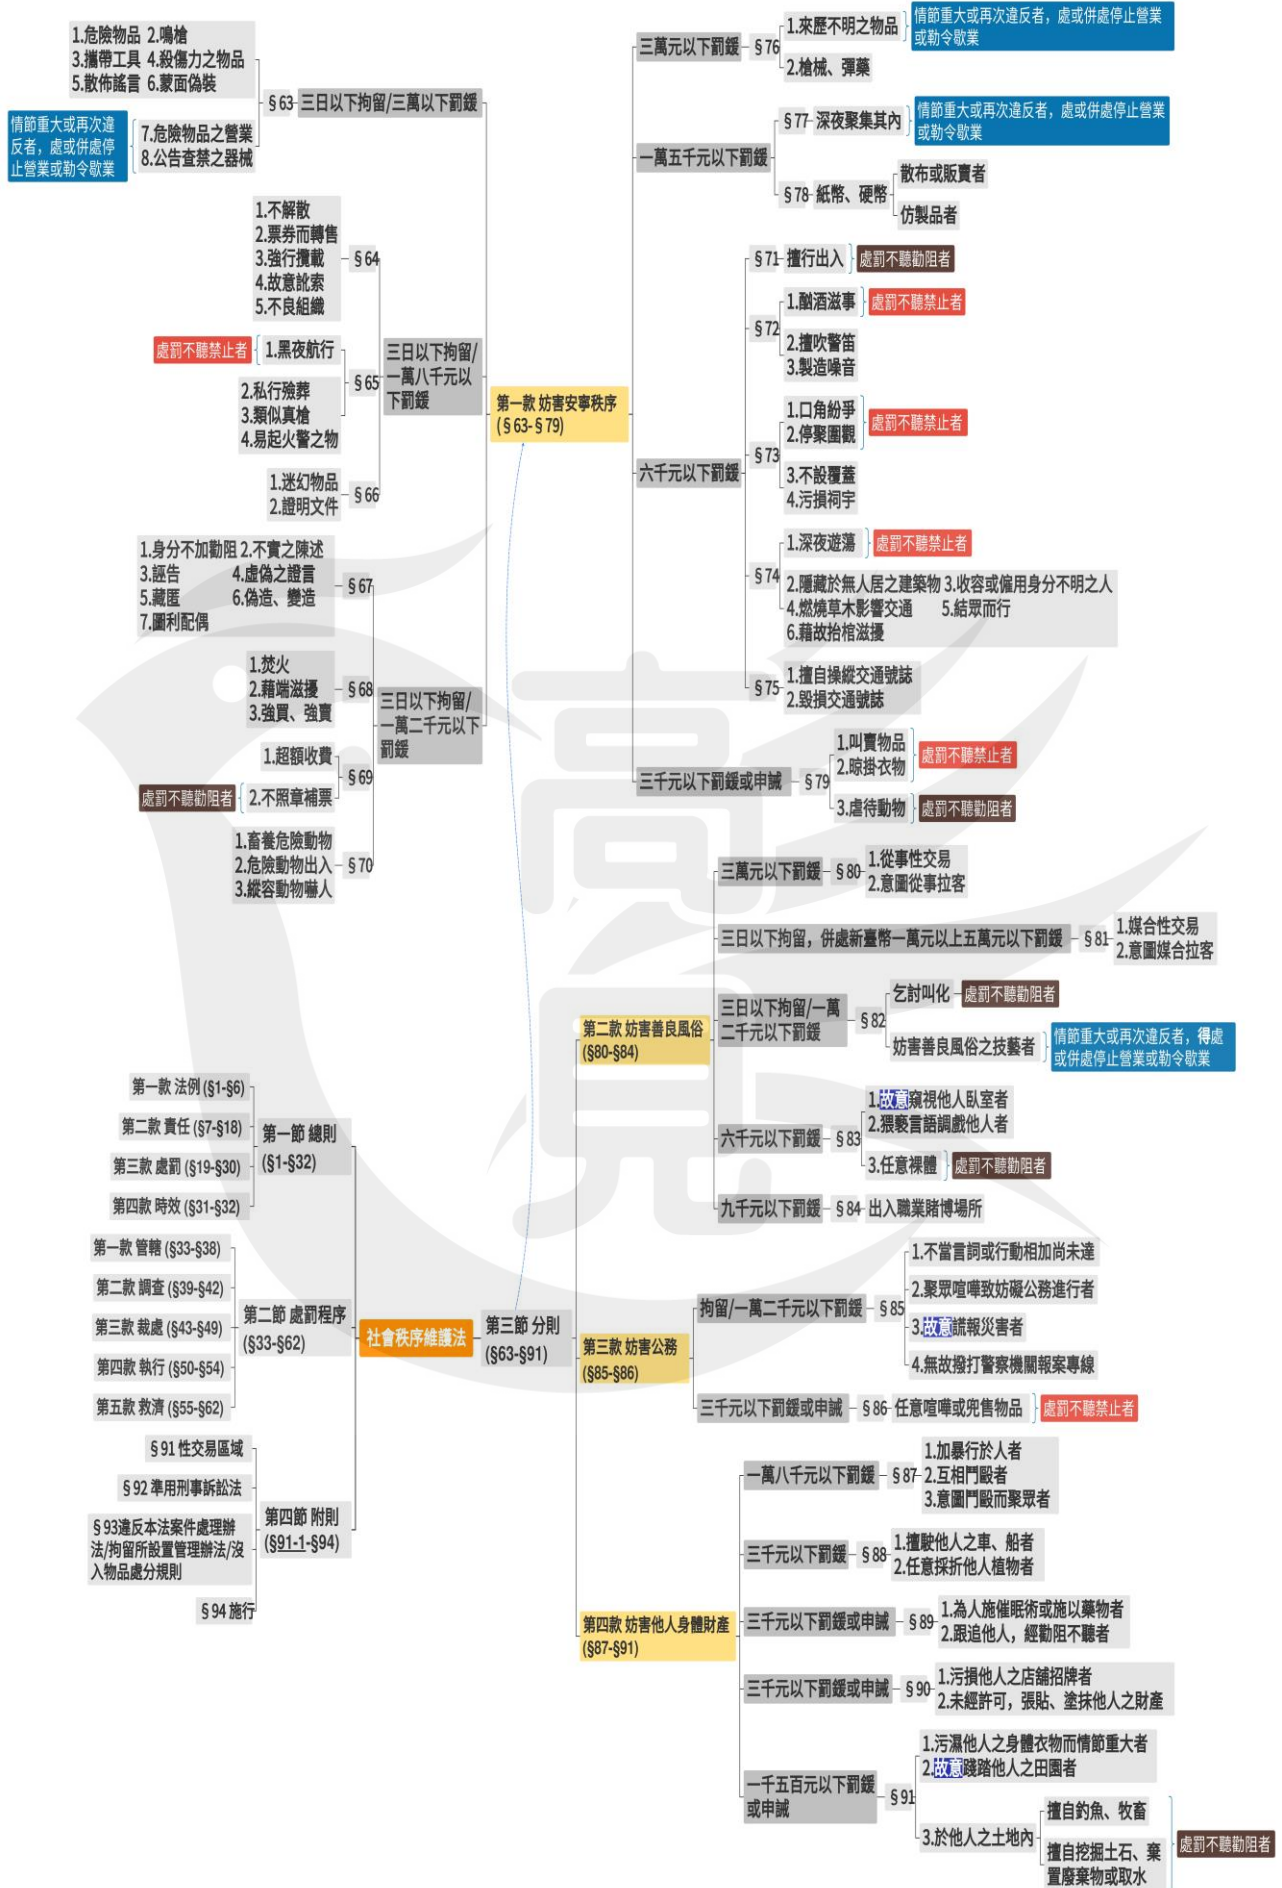 1.危險物品 2.鳴槍
3.攜帶工具 4.殺傷力之物品
5.散佈謠言 6.蒙面偽裝
§63
三日以下拘留/三萬以下罰鍰
情節重大或再次違
反者，處或併處停
止營業或勒令歇業
7.危險物品之營業
8.公告查禁之器械
1.不解散
2.票券而轉售
3.強行攬載
4.故意訛索
5.不良組織
§64
處罰不聽禁止者
1.黑夜航行
§65
2.私行殮葬
3.類似真槍
4.易起火警之物
三日以下拘留/
一萬八千元以
下罰鍰
1.迷幻物品
2.證明文件
§66
第一款 妨害安寧秩序
(§63-§79)
1.身分不加勸阻 2.不實之陳述
3.誣告 4.虛偽之證言
5.藏匿 6.偽造、變造
7.圖利配偶
§67
1.焚火
2.藉端滋擾
3.強買、強賣
§68
三日以下拘留/
一萬二千元以下
罰鍰
1.超額收費
§69
處罰不聽勸阻者
2.不照章補票
1.畜養危險動物
2.危險動物出入
3.縱容動物嚇人
§70
三萬元以下罰鍰
§76
1.來歷不明之物品
情節重大或再次違反者，處或併處停止營業
或勒令歇業
2.槍械、彈藥
一萬五千元以下罰鍰
§77
深夜聚集其內
情節重大或再次違反者，處或併處停止營業
或勒令歇業
§78
紙幣、硬幣
散布或販賣者
仿製品者
六千元以下罰鍰
§71
擅行出入
處罰不聽勸阻者
§72
1.酗酒滋事
處罰不聽禁止者
2.擅吹警笛
3.製造噪音
§73
1.口角紛爭
2.停聚圍觀
處罰不聽禁止者
3.不設覆蓋
4.污損祠宇
§74
1.深夜遊蕩
處罰不聽禁止者
2.隱藏於無人居之建築物 3.收容或僱用身分不明之人
4.燃燒草木影響交通 5.結眾而行
6.藉故抬棺滋擾
§75
1.擅自操縱交通號誌
2.毀損交通號誌
三千元以下罰鍰或申誡
§79
1.叫賣物品
2.晾掛衣物
處罰不聽禁止者
3.虐待動物
處罰不聽勸阻者
第二款 妨害善良風俗
(§80-§84)
三萬元以下罰鍰
§80
1.從事性交易
2.意圖從事拉客
三日以下拘留，併處新臺幣一萬元以上五萬元以下罰鍰
§81
1.媒合性交易
2.意圖媒合拉客
三日以下拘留/一萬
二千元以下罰鍰
§82
乞討叫化
處罰不聽勸阻者
妨害善良風俗之技藝者
情節重大或再次違反者，得處
或併處停止營業或勒令歇業
六千元以下罰鍰
§83
1.故意窺視他人臥室者
2.猥褻言語調戲他人者
3.任意裸體
處罰不聽勸阻者
九千元以下罰鍰
§84
出入職業賭博場所
第一款 法例 (§1-§6)
第二款 責任 (§7-§18)
第三款 處罰 (§19-§30)
第四款 時效 (§31-§32)
第一節 總則
(§1-§32)
第一款 管轄 (§33-§38)
第二款 調查 (§39-§42)
第三款 裁處 (§43-§49)
第四款 執行 (§50-§54)
第五款 救濟 (§55-§62)
第二節 處罰程序
(§33-§62)
社會秩序維護法
第三節 分則
(§63-§91)
§91 性交易區域
§92 準用刑事訴訟法
§93違反本法案件處理辦
法/拘留所設置管理辦法/沒
入物品處分規則
§94 施行
第四節 附則
(§91-1-§94)
第三款 妨害公務
(§85-§86)
拘留/一萬二千元以下罰鍰
§85
1.不當言詞或行動相加尚未達
2.聚眾喧嘩致妨礙公務進行者
3.故意謊報災害者
4.無故撥打警察機關報案專線
三千元以下罰鍰或申誡
§86
任意喧嘩或兜售物品
處罰不聽禁止者
第四款 妨害他人身體財產
(§87-§91)
一萬八千元以下罰鍰
§87
1.加暴行於人者
2.互相鬥毆者
3.意圖鬥毆而聚眾者
三千元以下罰鍰
§88
1.擅駛他人之車、船者
2.任意採折他人植物者
三千元以下罰鍰或申誡
§89
1.為人施催眠術或施以藥物者
2.跟追他人，經勸阻不聽者
三千元以下罰鍰或申誡
§90
1.污損他人之店舖招牌者
2.未經許可，張貼、塗抹他人之財產
一千五百元以下罰鍰
或申誡
§91
1.污濕他人之身體衣物而情節重大者
2.故意踐踏他人之田園者
3.於他人之土地內
擅自釣魚、牧畜
擅自挖掘土石、棄
置廢棄物或取水
處罰不聽勸阻者